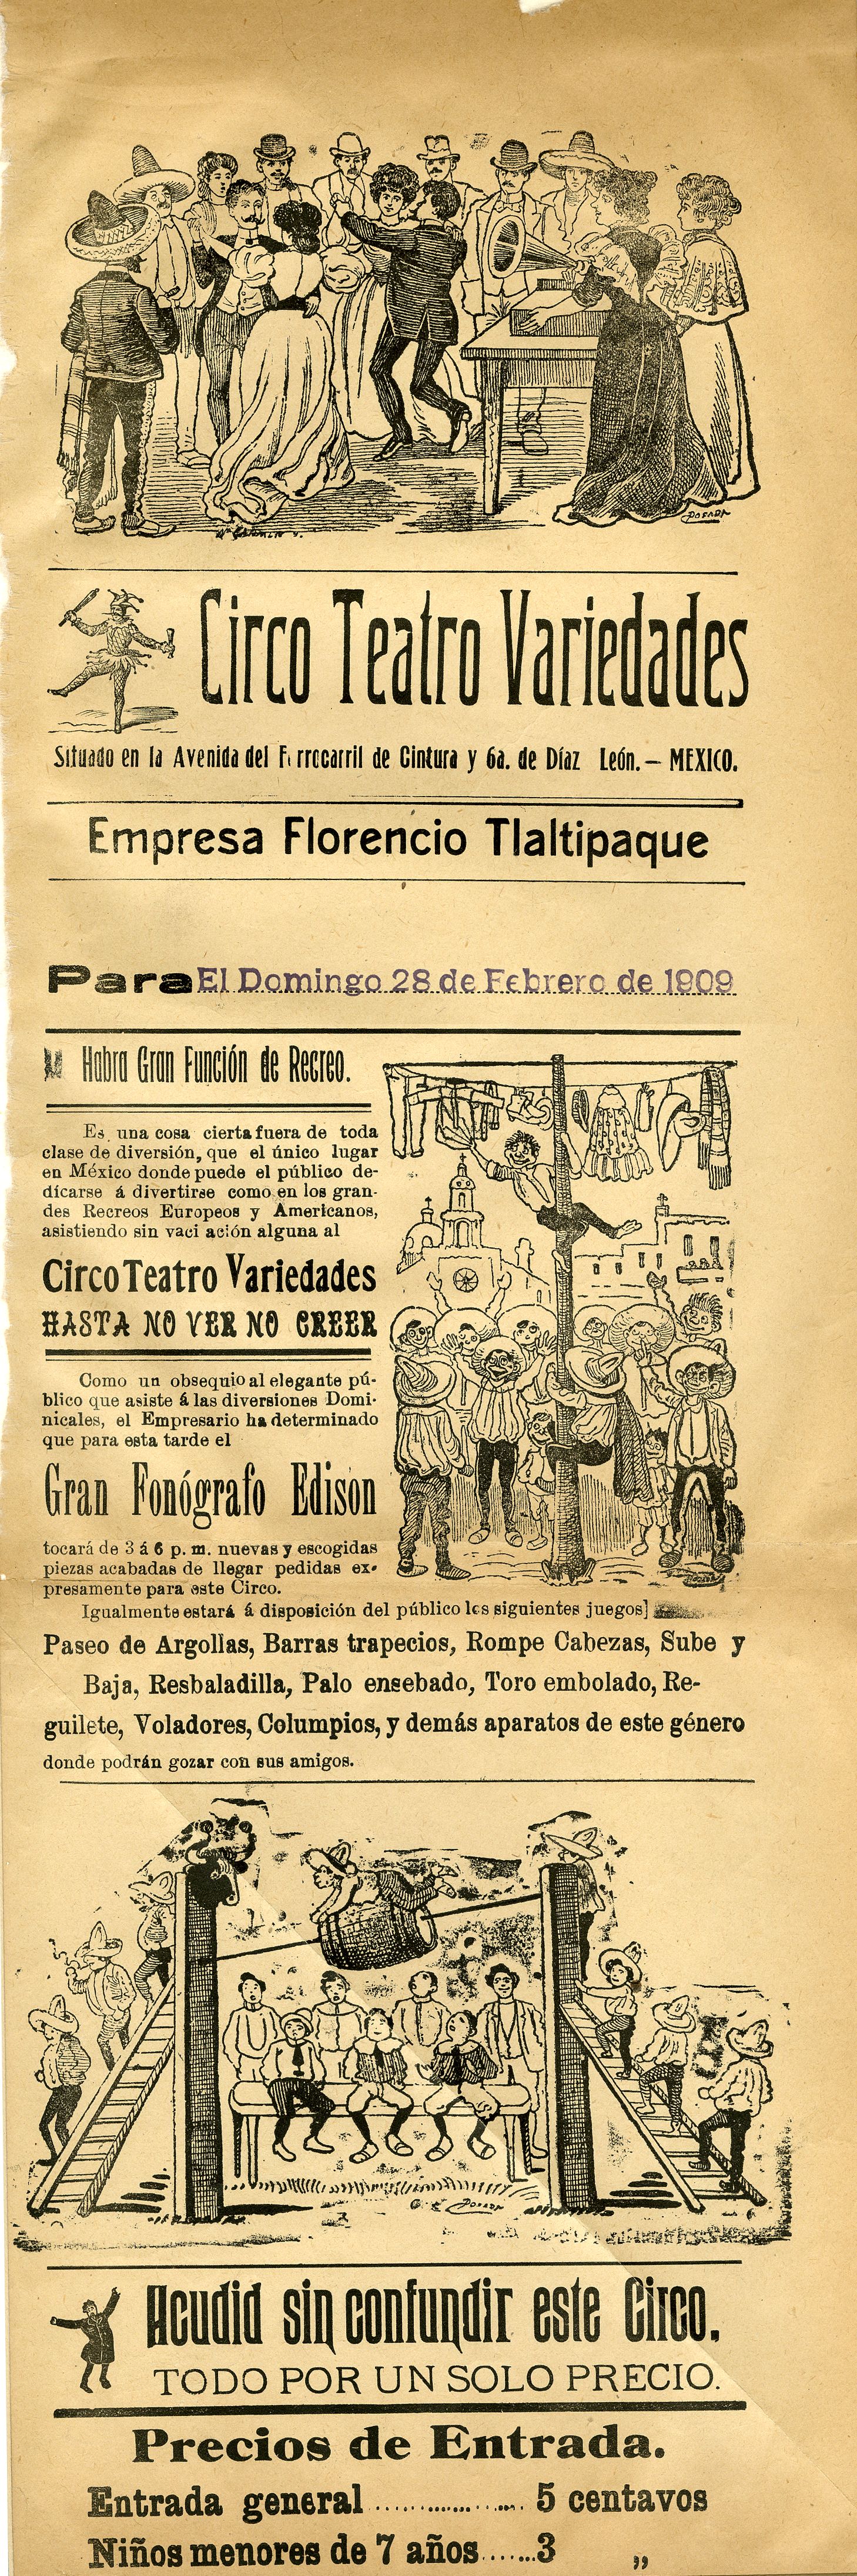 POSADA
Circo Teatro Variedades
Situado en la Avenida del Ferrocarril de Cintura y 6a. de Díaz León.— MEXICO.
Empresa Florencio Tlaltipaque
Para El Domingo 28 de Febrero de 1909
Habra Gran Función de Recreo.
Es una cosa cierta fuera de toda
clase de diversión, que el único lugar
en México donde puede el público de-
dícarse á divertirse como en los gran-
des Recreos Europeos y Americanos,
asistiendo sin vaci ación alguna al
Circo Teatro Variedades
HASTA NO VER NO CREER
Como un obsequio al elegante pú-
blico que asiste á las diversiones Domi-
nicales, el Empresario ha determinado
que para esta tarde el
Gran Fonógrafo Edison
tocará de 3 á 6 p. m. nuevas y escogidas
piezas acabadas de llegar pedidas ex-
presamente para este Circo.
Igualmente estará á disposición del público los siguientes juegos]
Paseo de Argollas, Barras trapecios, Rompe Cabezas, Sube y
Baja, Resbaladilla, Palo ensebado, Toro embolado, Re-
guilete, Voladores, Columpios, y demás aparatos de este género
donde podrán gozar con sus amigos.
POSADA
Acudid sin confundir este Circo.
TODO POR UN SOLO PRECIO.
Precios de Entrada.
Entrada general .................. 5 centavos
Niños menores de 7 años ...... 3 „